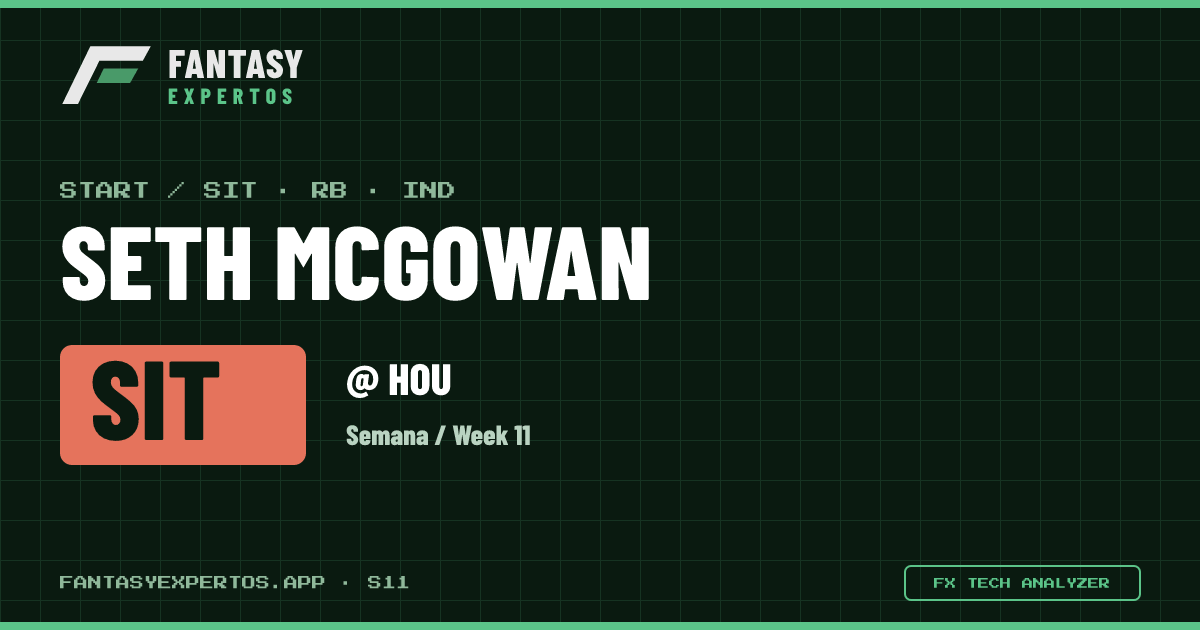 FANTASY
EXPERTOS
START / SIT · RB · IND
SETH MCGOWAN
SIT
@ HOU
Semana / Week 11
FANTASYEXPERTOS.APP · S11
FX TECH ANALYZER